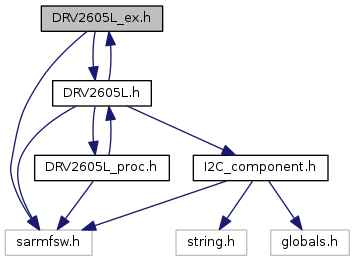 DRV2605L_ex.h
DRV2605L.h
DRV2605L_proc.h
I2C_component.h
sarmfsw.h
string.h
globals.h